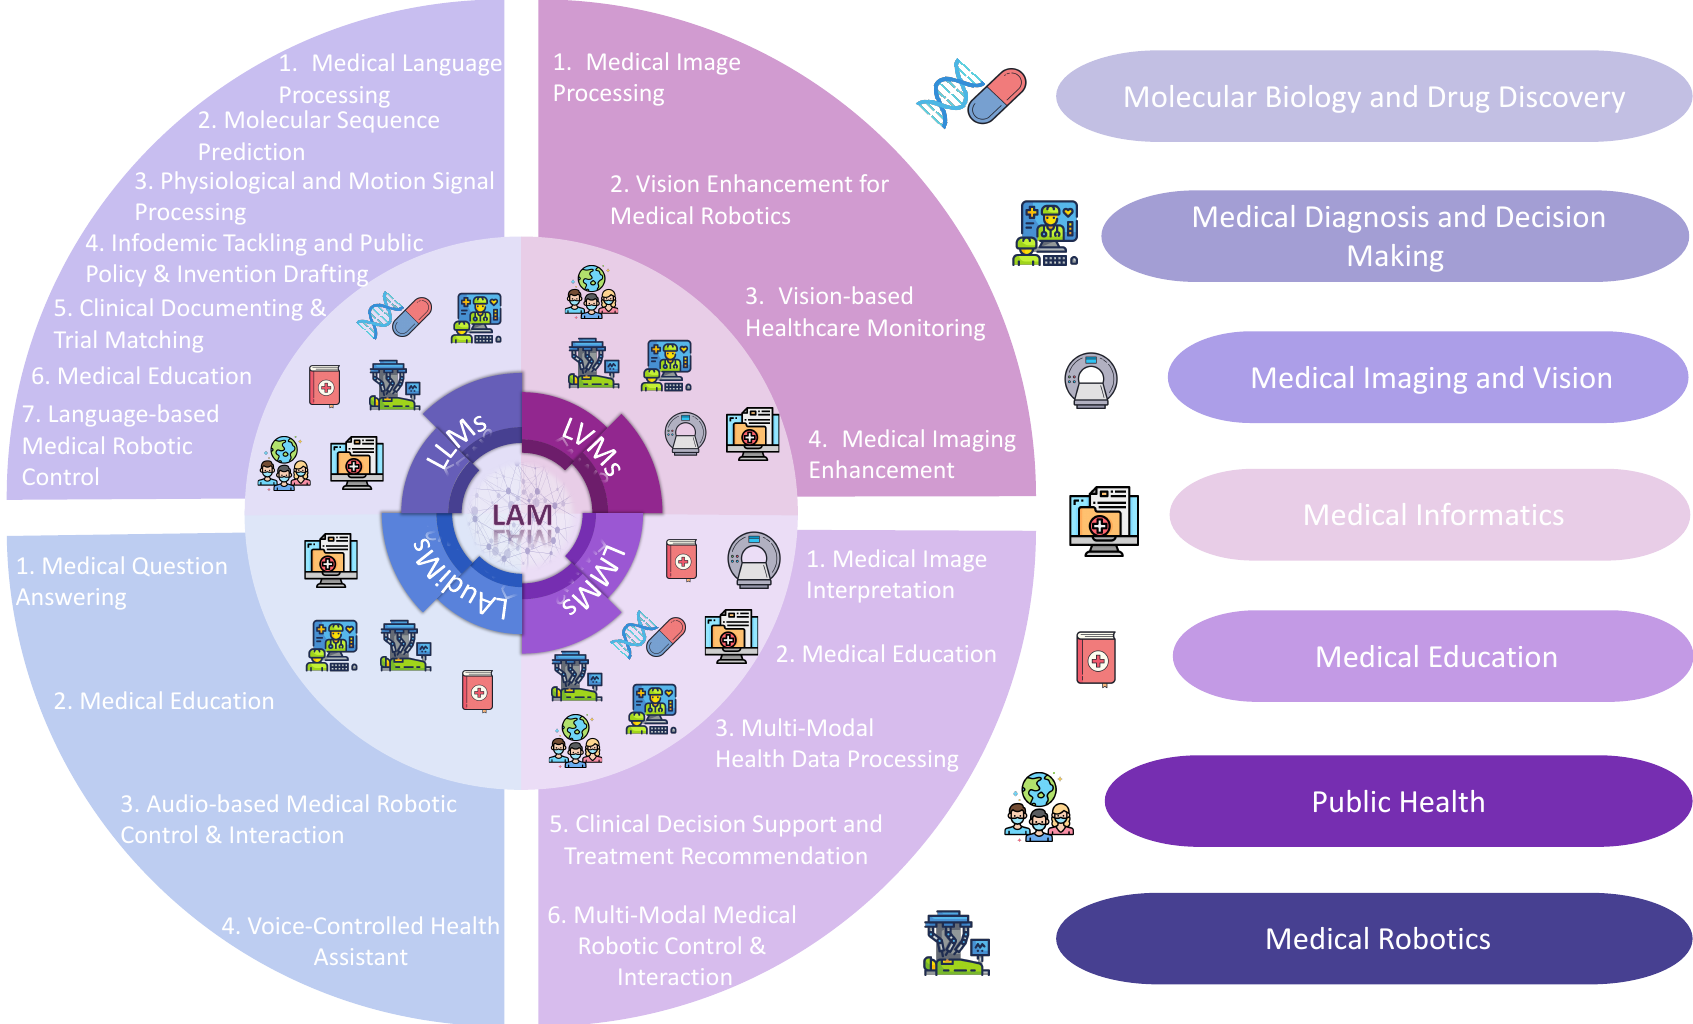 1. Medical Language
Processing
2. Molecular Sequence
Prediction
3. Physiological and Motion Signal
Processing
4. Infodemic Tackling and Public
Policy & Invention Drafting
5. Clinical Documenting &
Trial Matching
6. Medical Education
7. Language-based
Medical Robotic
Control
1. Medical Image
Processing
2. Vision Enhancement for
Medical Robotics
3. Vision-based
Healthcare Monitoring
4. Medical Imaging
Enhancement
LLMs
LVMs
LAM
LAudiMs
LMMs
1. Medical Question
Answering
2. Medical Education
3. Audio-based Medical Robotic
Control & Interaction
4. Voice-Controlled Health
Assistant
1. Medical Image
Interpretation
2. Medical Education
3. Multi-Modal
Health Data Processing
5. Clinical Decision Support and
Treatment Recommendation
6. Multi-Modal Medical
Robotic Control &
Interaction
Molecular Biology and Drug Discovery
Medical Diagnosis and Decision
Making
Medical Imaging and Vision
Medical Informatics
Medical Education
Public Health
Medical Robotics